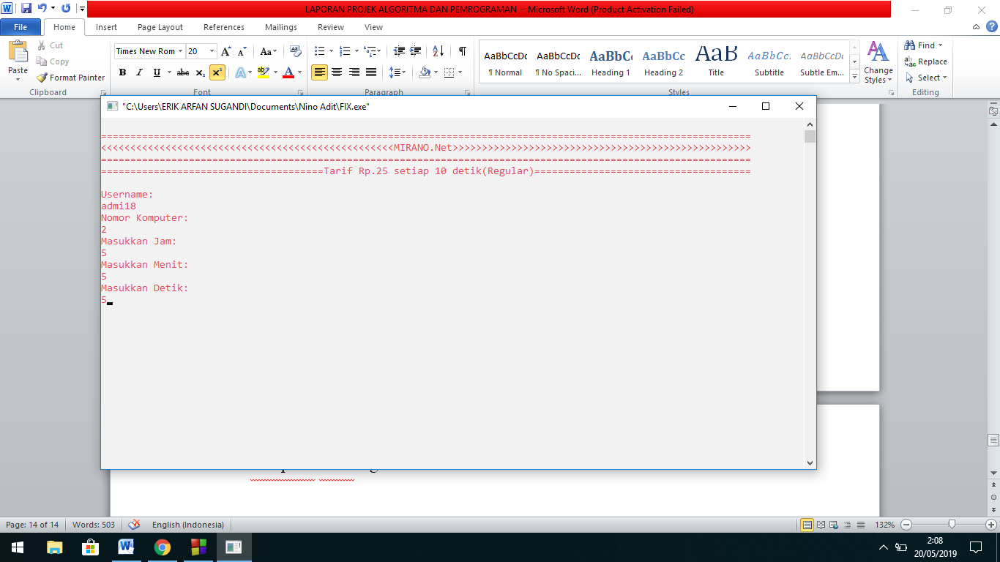 LAPORAN PROJEK ALGORITMA DAN PEMROGRAMAN - Microsoft Word (Product Activation Failed)
File Home Insert Page Layout References Mailings Review View
Paste
Cut
Copy
Format Painter
Clipboard
Times New Rom 20
Font
Paragraph
AaBbCcDc AaBbCcDc AaBbCc AaBbCc AaB AaBbCc. AaBbCcDc
¶ Normal ¶ No Spaci... Heading 1 Heading 2 Title Subtitle Subtle Em...
Change Styles
Styles
Find
Replace
Select
Editing
"C:\Users\ERIK ARFAN SUGANDI\Documents\Nino Adit\FIX.exe"
===============================================================================================================
<<<<<<<<<<<<<<<<<<<<<<<<<<<<<<<<<<<<<<<<<<<<<<<<<<MIRANO.Net>>>>>>>>>>>>>>>>>>>>>>>>>>>>>>>>>>>>>>>>>>>>>>>>>>>
===============================================================================================================
======================================Tarif Rp.25 setiap 10 detik(Regular)=====================================
Username:
admi18
Nomor Komputer:
2
Masukkan Jam:
5
Masukkan Menit:
5
Masukkan Detik:
5
Page: 14 of 14 Words: 503 English (Indonesia) 132%
2:08
20/05/2019